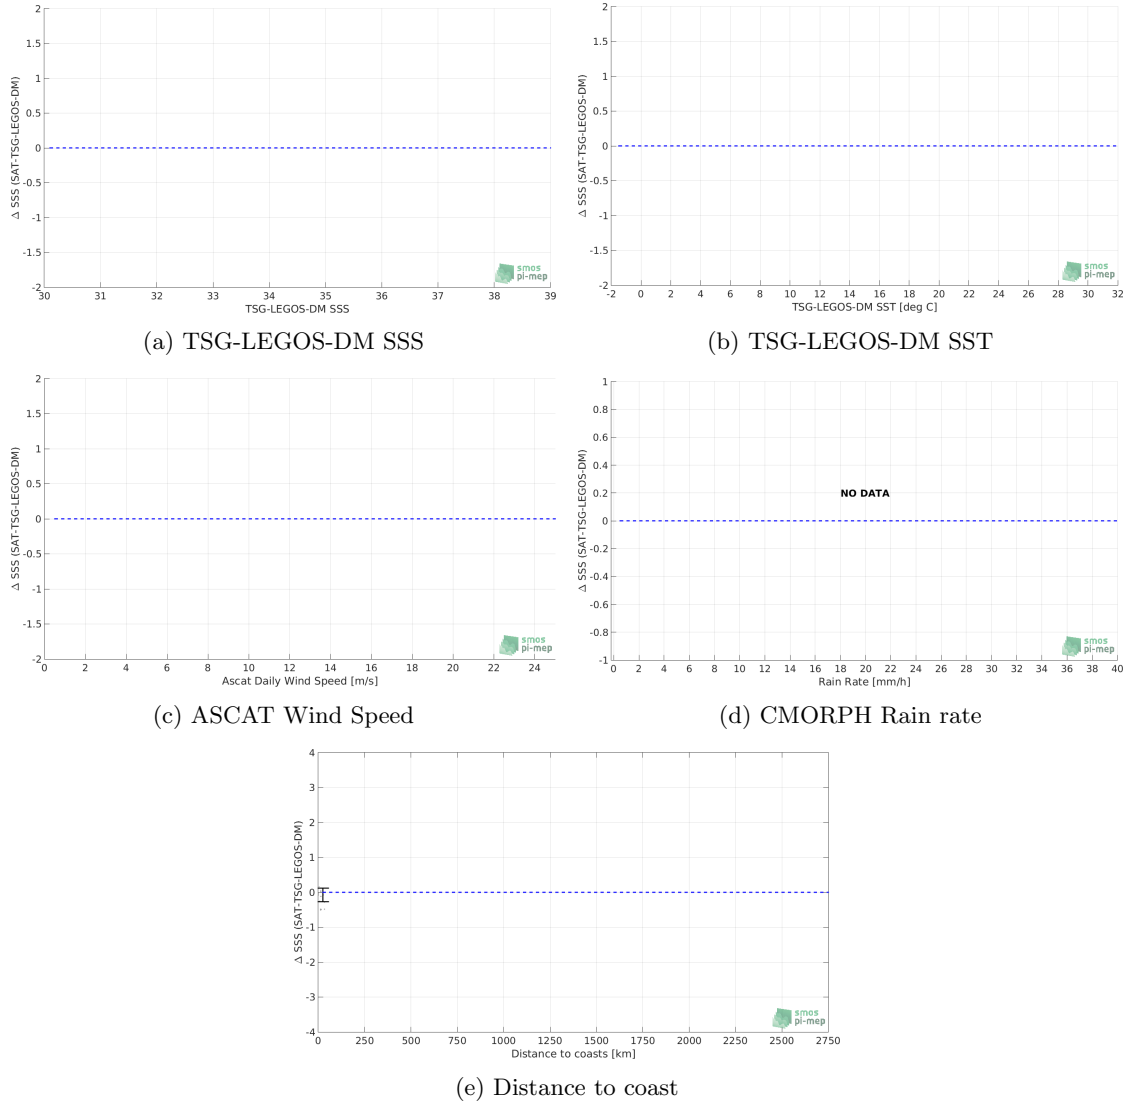 2
1.5
1
0.5
0
-0.5
-1
-1.5
-2
Δ SSS (SAT-TSG-LEGOS-DM)
30 31 32 33 34 35 36 37 38 39
TSG-LEGOS-DM SSS
smos
pi-mep
(a) TSG-LEGOS-DM SSS
2
1.5
1
0.5
0
-0.5
-1
-1.5
-2
Δ SSS (SAT-TSG-LEGOS-DM)
-2 0 2 4 6 8 10 12 14 16 18 20 22 24 26 28 30 32
TSG-LEGOS-DM SST [deg C]
smos
pi-mep
(b) TSG-LEGOS-DM SST
2
1.5
1
0.5
0
-0.5
-1
-1.5
-2
Δ SSS (SAT-TSG-LEGOS-DM)
0 2 4 6 8 10 12 14 16 18 20 22 24
Ascat Daily Wind Speed [m/s]
smos
pi-mep
(c) ASCAT Wind Speed
1
0.8
0.6
0.4
0.2
0
-0.2
-0.4
-0.6
-0.8
-1
Δ SSS (SAT-TSG-LEGOS-DM)
NO DATA
0 2 4 6 8 10 12 14 16 18 20 22 24 26 28 30 32 34 36 38 40
Rain Rate [mm/h]
smos
pi-mep
(d) CMORPH Rain rate
4
3
2
1
0
-1
-2
-3
-4
Δ SSS (SAT-TSG-LEGOS-DM)
0 250 500 750 1000 1250 1500 1750 2000 2250 2500 2750
Distance to coasts [km]
smos
pi-mep
(e) Distance to coast